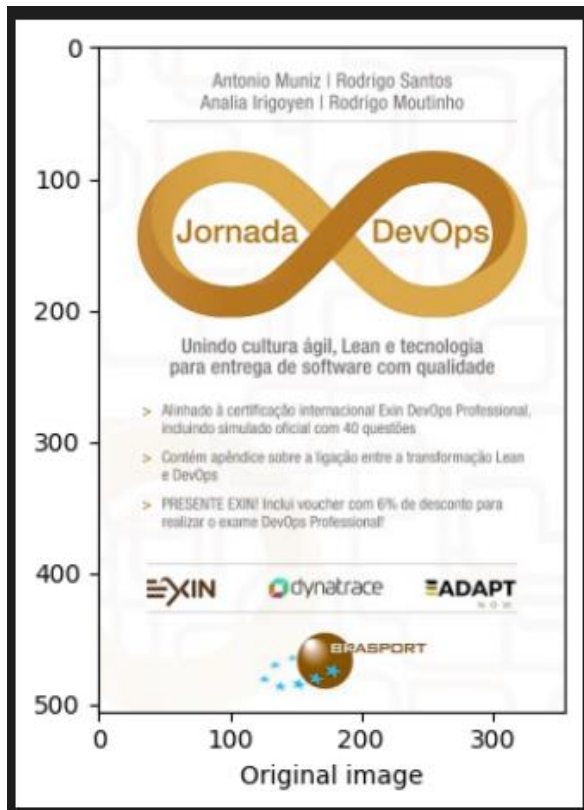 0
Antonio Muniz | Rodrigo Santos
Analia Irigoyen | Rodrigo Moutinho
100
Jornada DevOps
200
Unindo cultura ágil, Lean e tecnologia
para entrega de software com qualidade
> Alinhado à certificação internacional Exin DevOps Professional,
incluindo simulado oficial com 40 questões
300
> Contém apêndice sobre a ligação entre a transformação Lean
e DevOps
> PRESENTE EXIN! Inclui voucher com 6% de desconto para
realizar o exame DevOps Professional!
400
EXIN dynatrace ADAPT
NOW
BRASPORT
500
0 100 200 300
Original image